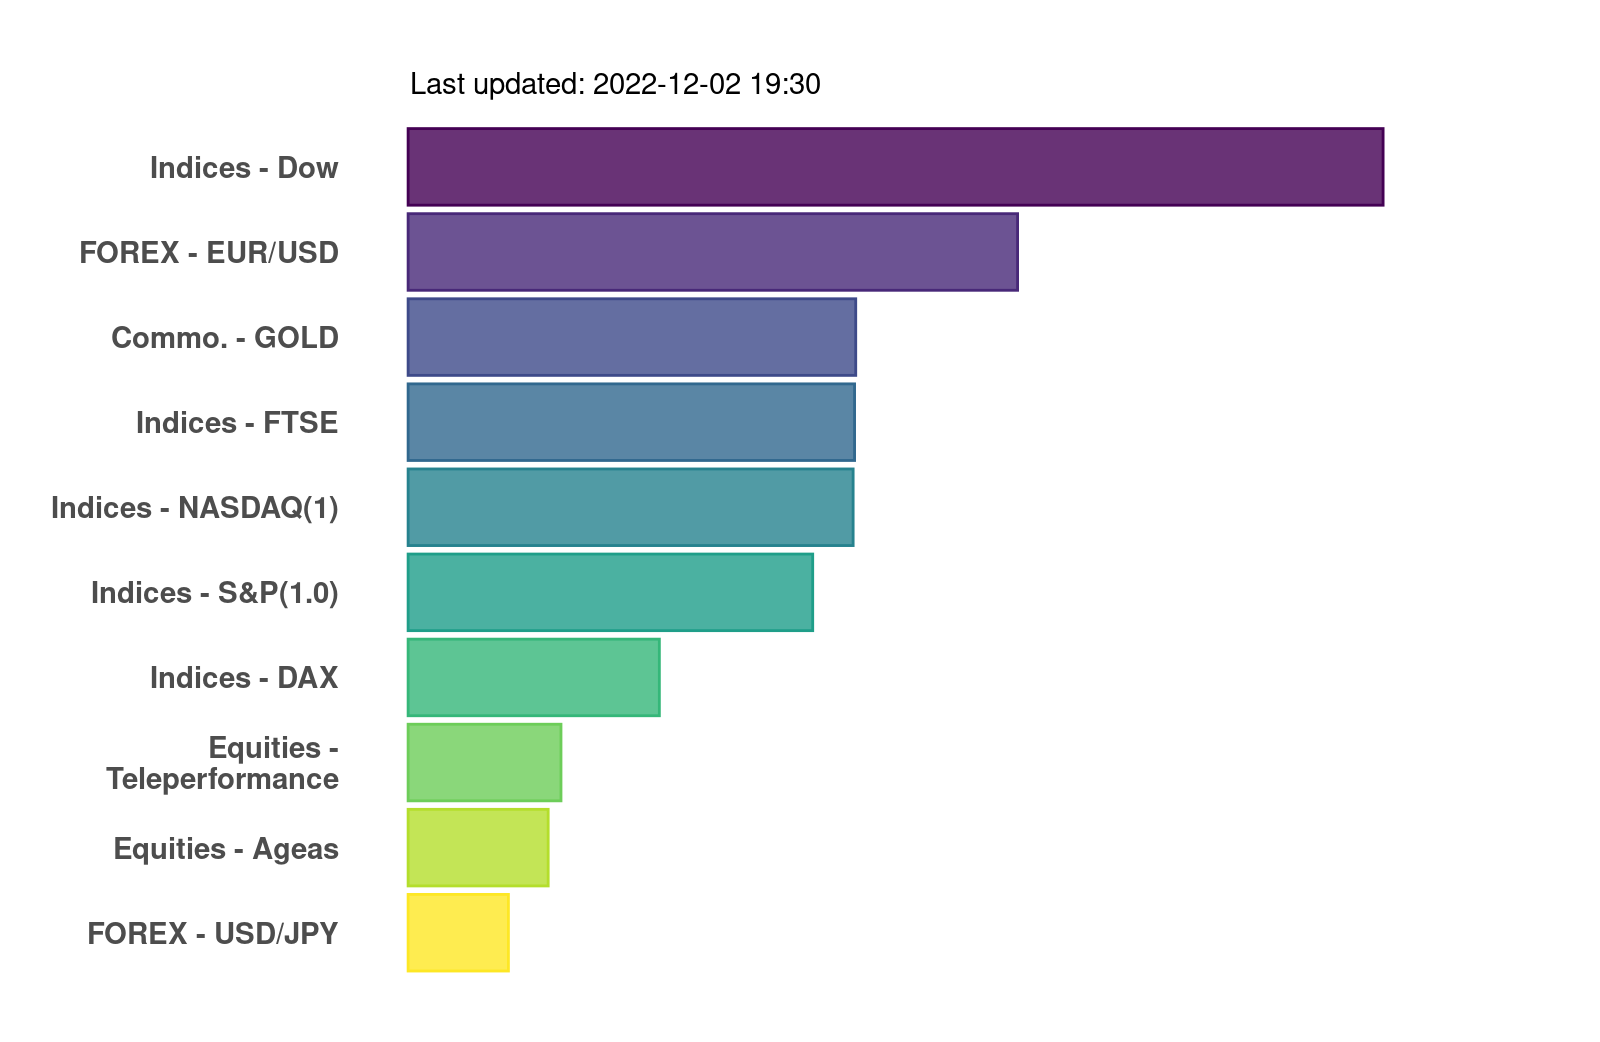 Last updated: 2022-12-02 19:30
Indices - Dow
FOREX - EUR/USD
Commo. - GOLD
Indices - FTSE
Indices - NASDAQ(1)
Indices - S&P(1.0)
Indices - DAX
Equities -
Teleperformance
Equities - Ageas
FOREX - USD/JPY